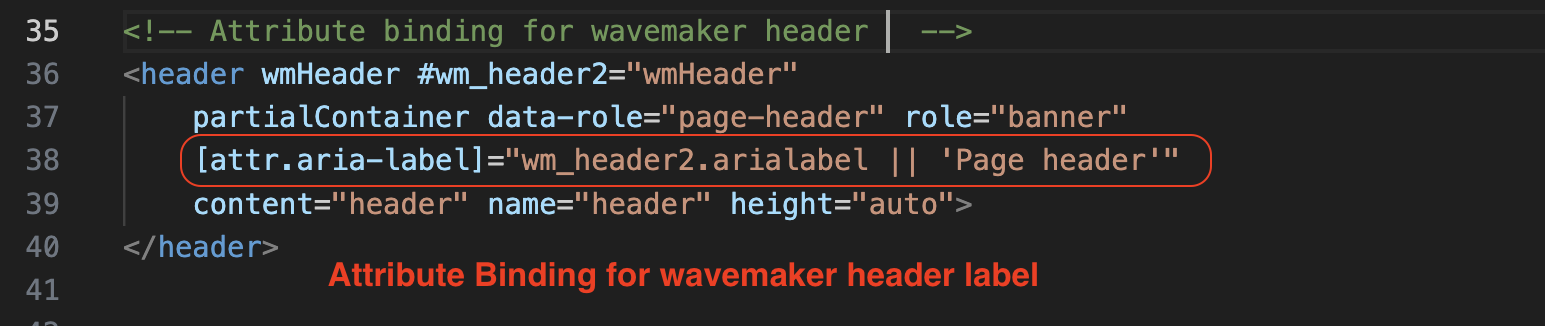 35 <!-- Attribute binding for wavemaker header   -->
36 <header wmHeader #wm_header2="wmHeader"
37     partialContainer data-role="page-header" role="banner"
38     [attr.aria-label]="wm_header2.arialabel || 'Page header'"
39     content="header" name="header" height="auto">
40 </header>
Attribute Binding for wavemaker header label
41